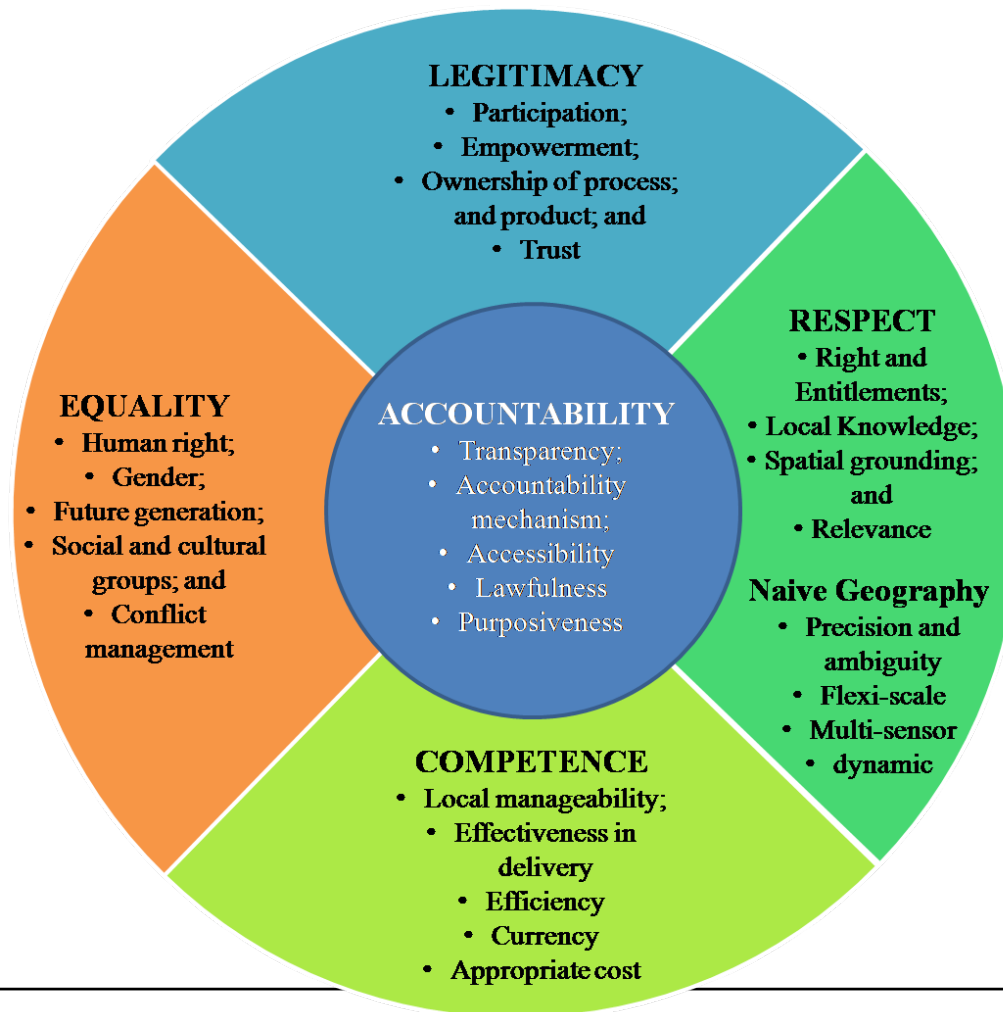 LEGITIMACY
• Participation;
• Empowerment;
• Ownership of process;
and product; and
• Trust
RESPECT
• Right and
Entitlements;
• Local Knowledge;
• Spatial grounding;
and
• Relevance
Naive Geography
• Precision and
ambiguity
• Flexi-scale
• Multi-sensor
• dynamic
EQUALITY
• Human right;
• Gender;
• Future generation;
• Social and cultural
groups; and
• Conflict
management
ACCOUNTABILITY
• Transparency;
• Accountability
mechanism;
• Accessibility
• Lawfulness
• Purposiveness
COMPETENCE
• Local manageability;
• Effectiveness in
delivery
• Efficiency
• Currency
• Appropriate cost